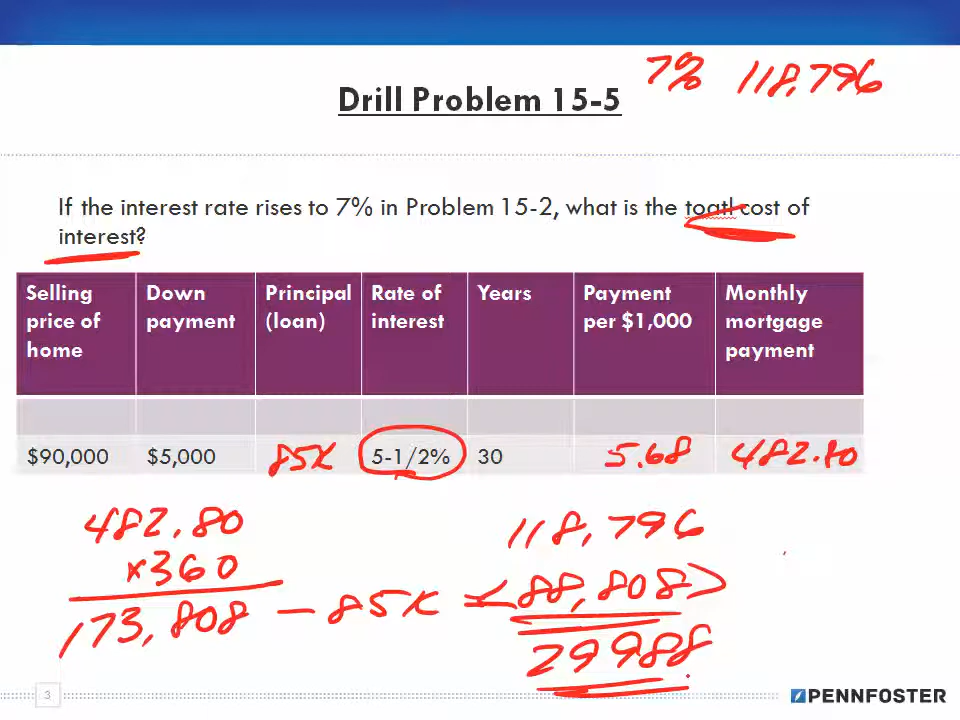 7% 118,796
Drill Problem 15-5
If the interest rate rises to 7% in Problem 15-2, what is the toatl cost of
interest?
Selling price of home
Down payment
Principal (loan)
Rate of interest
Years
Payment per $1,000
Monthly mortgage payment
$90,000 $5,000 85K 5-1/2% 30 5.68 482.80
482.80
x360
173,808 - 85K = <88,808>
118,796
29988
3
PENNFOSTER